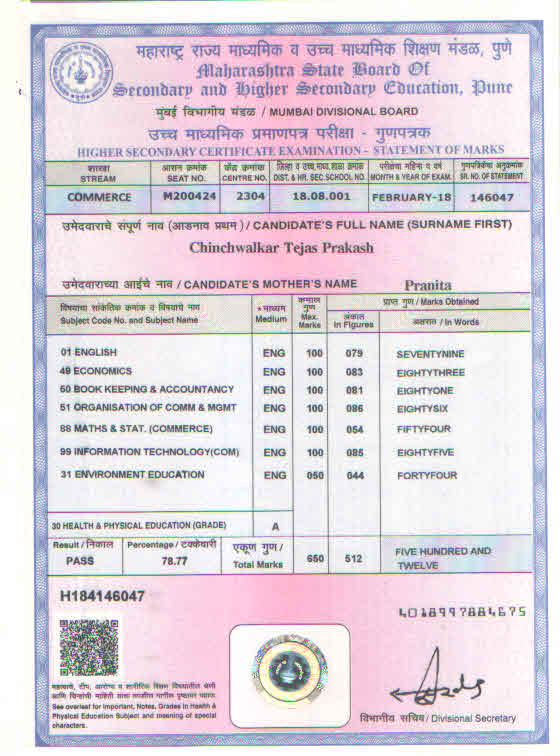 महाराष्ट्र राज्य माध्यमिक व उच्च माध्यमिक शिक्षण मंडळ, पुणे
Maharashtra State Board Of
Secondary and Higher Secondary Education, Pune
मुंबई विभागीय मंडळ / MUMBAI DIVISIONAL BOARD
उच्च माध्यमिक प्रमाणपत्र परीक्षा - गुणपत्रक
HIGHER SECONDARY CERTIFICATE EXAMINATION - STATEMENT OF MARKS
शाखा आसन क्रमांक केंद्र क्रमांक जिल्हा व उच्च.माध्य.शाळा क्रमांक परीक्षेचा महिना व वर्ष गुणपत्रिकेचा अनुक्रमांक
STREAM SEAT NO. CENTRE NO. DIST. & HR. SEC. SCHOOL NO. MONTH & YEAR OF EXAM. SR. NO. OF STATEMENT
COMMERCE M200424 2304 18.08.001 FEBRUARY-18 146047
उमेदवाराचे संपूर्ण नाव (आडनाव प्रथम) / CANDIDATE'S FULL NAME (SURNAME FIRST)
Chinchwalkar Tejas Prakash
उमेदवाराच्या आईचे नाव / CANDIDATE'S MOTHER'S NAME Pranita
विषयाचा सांकेतिक क्रमांक व विषयाचे नाव
Subject Code No. and Subject Name
* माध्यम
Medium
कमाल
गुण
Max.
Marks
प्राप्त गुण / Marks Obtained
अंकात
In Figures
अक्षरात / In Words
01 ENGLISH ENG 100 079 SEVENTYNINE
49 ECONOMICS ENG 100 083 EIGHTYTHREE
50 BOOK KEEPING & ACCOUNTANCY ENG 100 081 EIGHTYONE
51 ORGANISATION OF COMM & MGMT ENG 100 086 EIGHTYSIX
88 MATHS & STAT. (COMMERCE) ENG 100 054 FIFTYFOUR
99 INFORMATION TECHNOLOGY(COM) ENG 100 085 EIGHTYFIVE
31 ENVIRONMENT EDUCATION ENG 050 044 FORTYFOUR
30 HEALTH & PHYSICAL EDUCATION (GRADE) A
Result / निकाल Percentage / टक्केवारी एकूण गुण /
PASS 78.77 Total Marks 650 512 FIVE HUNDRED AND
TWELVE
H184146047
See overleaf for Important, Notes, Grades in Health &
Physical Education Subject and meaning of special
characters.
विभागीय सचिव / Divisional Secretary